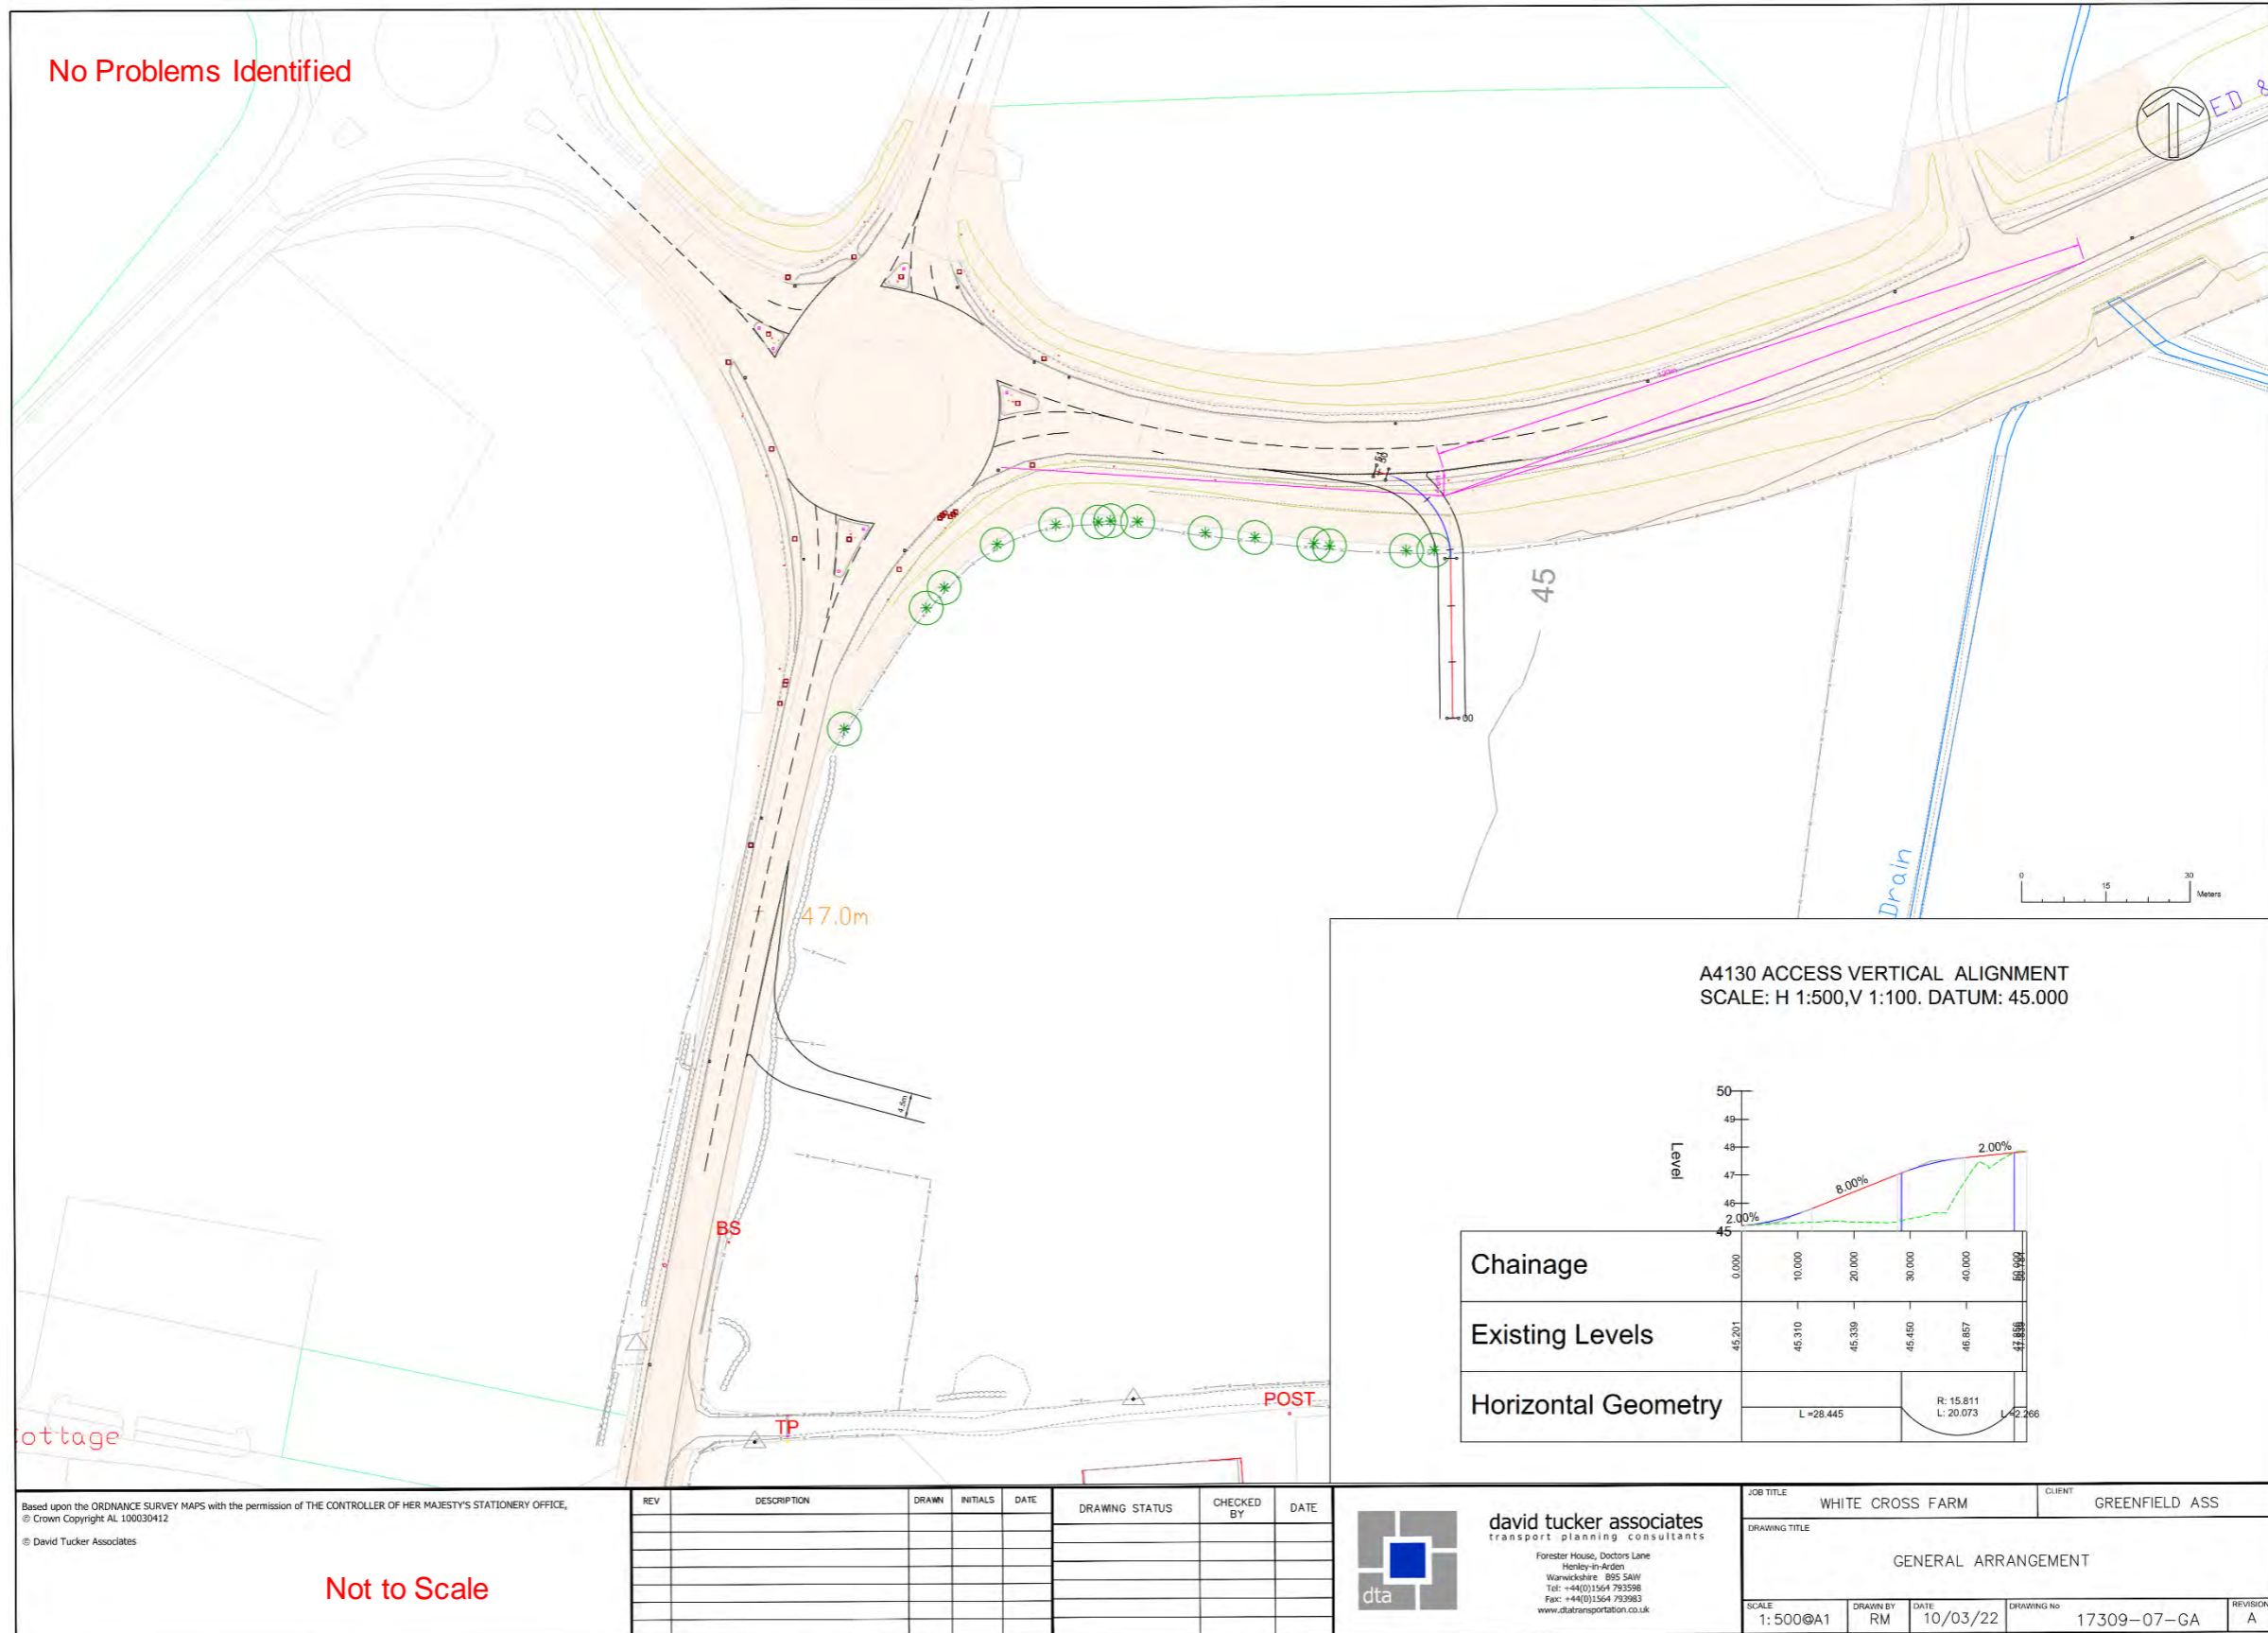 No Problems Identified
ED &
45
00
47.0m
4.5m
Drain
0 15 30
Meters
BS
TP
POST
ottage
A4130 ACCESS VERTICAL ALIGNMENT
SCALE: H 1:500,V 1:100. DATUM: 45.000
Level
50
49
48
47
46
45
2.00%
8.00%
2.00%
Chainage
0.000 10.000 20.000 30.000 40.000
Existing Levels
45.201 45.310 45.339 45.450 46.857
Horizontal Geometry
L =28.445
R: 15.811
L: 20.073
L =2.266
Based upon the ORDNANCE SURVEY MAPS with the permission of THE CONTROLLER OF HER MAJESTY'S STATIONERY OFFICE,
© Crown Copyright AL 100030412
© David Tucker Associates
Not to Scale
REV DESCRIPTION DRAWN INITIALS DATE
DRAWING STATUS CHECKED BY DATE
dta
david tucker associates
transport planning consultants
Forester House, Doctors Lane
Henley-in-Arden
Warwickshire B95 5AW
Tel: +44(0)1564 793598
Fax: +44(0)1564 793983
www.dtatransportation.co.uk
JOB TITLE
WHITE CROSS FARM
CLIENT
GREENFIELD ASS
DRAWING TITLE
GENERAL ARRANGEMENT
SCALE
1:500@A1
DRAWN BY
RM
DATE
10/03/22
DRAWING No
17309-07-GA
REVISION
A